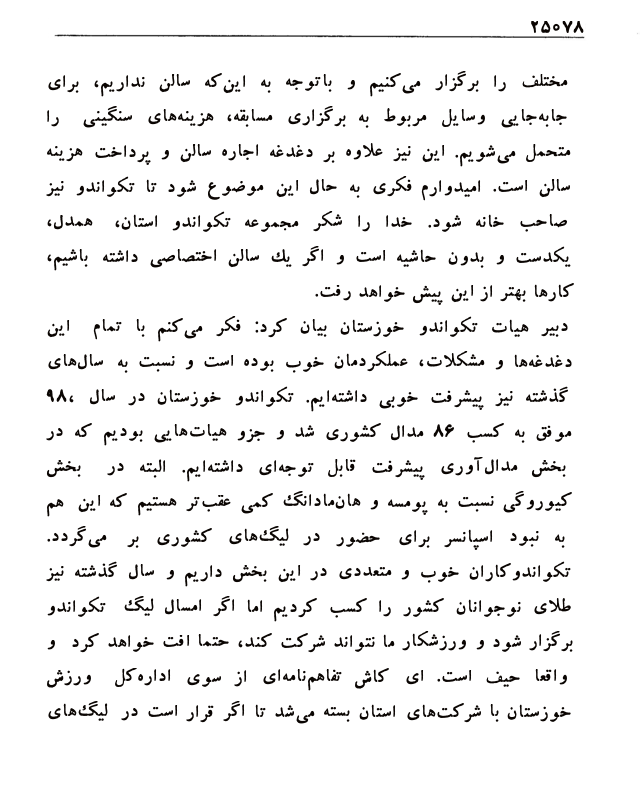 ۲۵۰۷۸
مختلف را برگزار می‌کنیم و باتوجه به این‌که سالن نداریم، برای
جابه‌جایی وسایل مربوط به برگزاری مسابقه، هزینه‌های سنگینی را
متحمل می‌شویم. این نیز علاوه بر دغدغه اجاره سالن و پرداخت هزینه
سالن است. امیدوارم فکری به حال این موضوع شود تا تکواندو نیز
صاحب خانه شود. خدا را شکر مجموعه تکواندو استان، همدل،
یکدست و بدون حاشیه است و اگر یك سالن اختصاصی داشته باشیم،
کارها بهتر از این پیش خواهد رفت.
دبیر هیات تکواندو خوزستان بیان کرد: فکر می‌کنم با تمام این
دغدغه‌ها و مشکلات، عملکردمان خوب بوده است و نسبت به سال‌های
گذشته نیز پیشرفت خوبی داشته‌ایم. تکواندو خوزستان در سال ۹۸،
موفق به کسب ۸۶ مدال کشوری شد و جزو هیات‌هایی بودیم که در
بخش مدال‌آوری پیشرفت قابل توجه‌ای داشته‌ایم. البته در بخش
کیوروگی نسبت به پومسه و هان‌مادانگ کمی عقب‌تر هستیم که این هم
به نبود اسپانسر برای حضور در لیگ‌های کشوری بر می‌گردد.
تکواندوکاران خوب و متعددی در این بخش داریم و سال گذشته نیز
طلای نوجوانان کشور را کسب کردیم اما اگر امسال لیگ تکواندو
برگزار شود و ورزشکار ما نتواند شرکت کند، حتما افت خواهد کرد و
واقعا حیف است. ای کاش تفاهم‌نامه‌ای از سوی اداره‌کل ورزش
خوزستان با شرکت‌های استان بسته می‌شد تا اگر قرار است در لیگ‌های